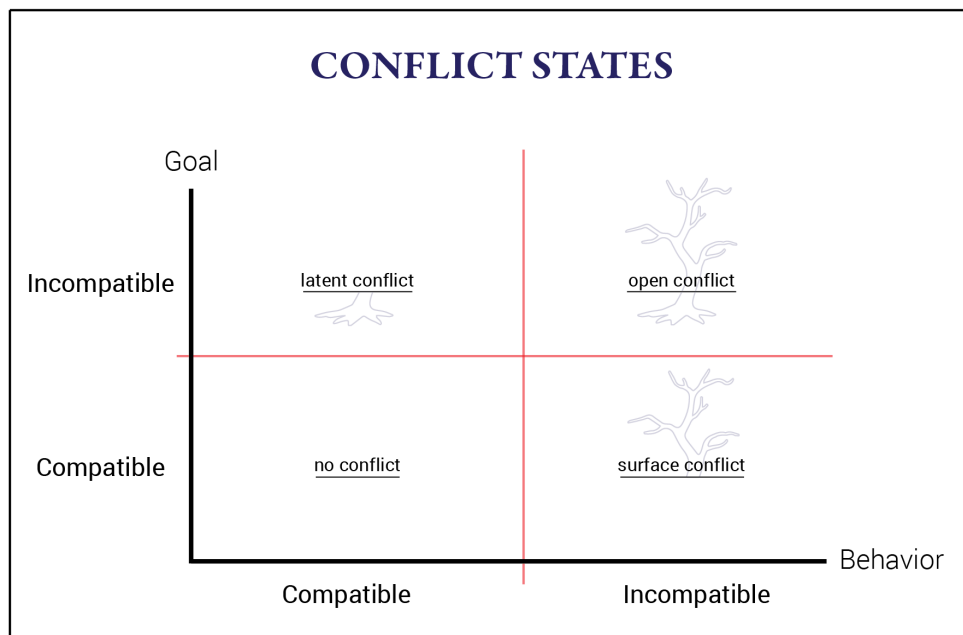 CONFLICT STATES
Goal
Incompatible
latent conflict
open conflict
Compatible
no conflict
surface conflict
Behavior
Compatible
Incompatible